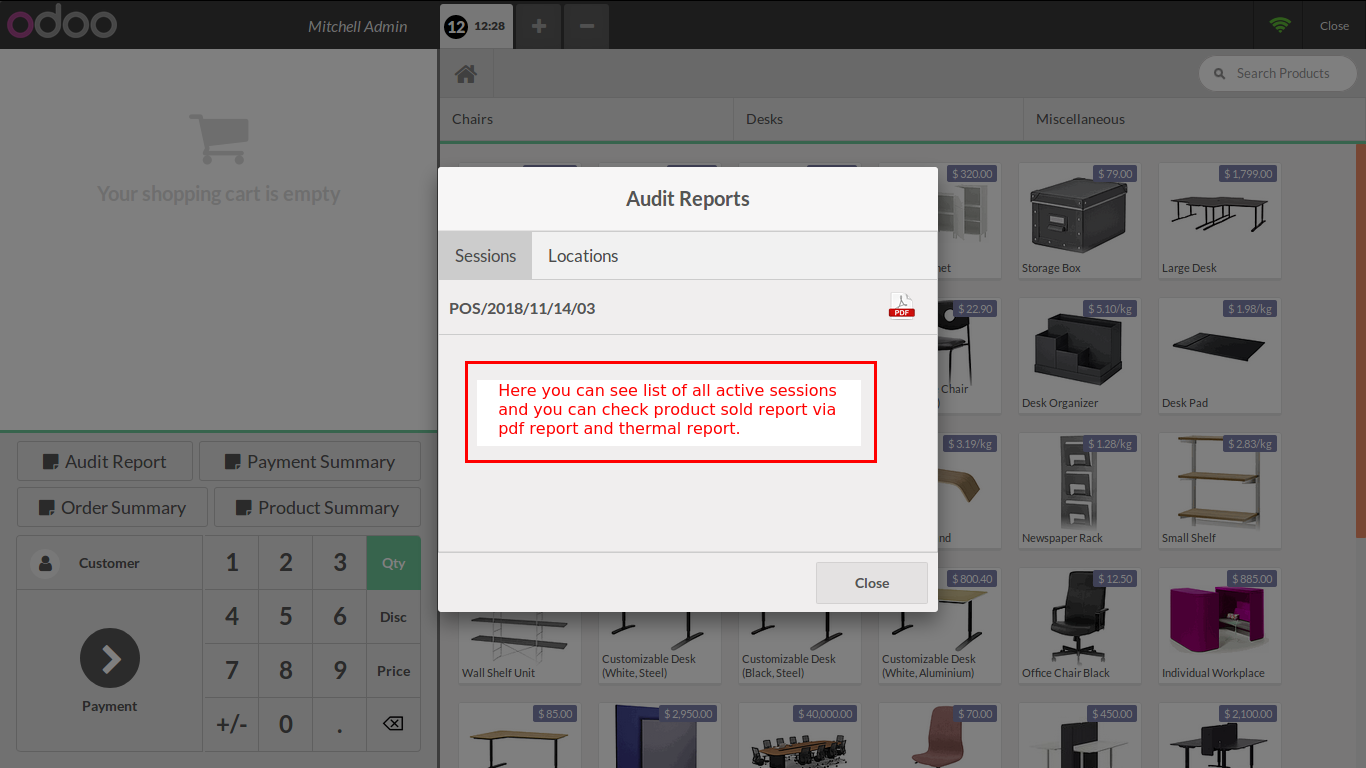 odoo
Mitchell Admin
12 12:28
Close
Search Products
Chairs
Desks
Miscellaneous
Your shopping cart is empty
Audit Reports
Sessions
Locations
POS/2018/11/14/03
PDF
Here you can see list of all active sessions
and you can check product sold report via
pdf report and thermal report.
Close
Audit Report
Payment Summary
Order Summary
Product Summary
Customer
1 2 3 Qty
4 5 6 Disc
7 8 9 Price
+/- 0 .
Payment
$ 320.00
$ 79.00
Storage Box
$ 1,799.00
Large Desk
$ 22.90
Chair
$ 5.10/kg
Desk Organizer
$ 1.98/kg
Desk Pad
$ 3.19/kg
$ 1.28/kg
Newspaper Rack
$ 2.83/kg
Small Shelf
Wall Shelf Unit
Customizable Desk
(White, Steel)
Customizable Desk
(Black, Steel)
$ 800.40
Customizable Desk
(White, Aluminium)
$ 12.50
Office Chair Black
$ 885.00
Individual Workplace
$ 85.00
$ 2,950.00
$ 40,000.00
$ 70.00
$ 450.00
$ 2,100.00